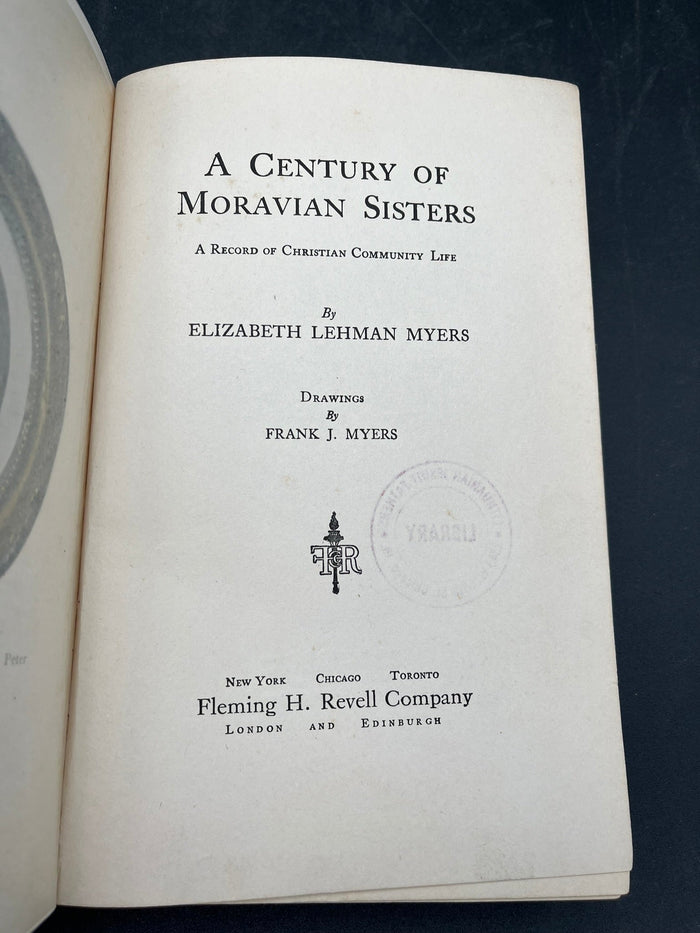 A Century of
Moravian Sisters
A Record of Christian Community Life
By
ELIZABETH LEHMAN MYERS
Drawings
By
FRANK J. MYERS
LIBRARY
FHR
New York Chicago Toronto
Fleming H. Revell Company
London and Edinburgh
Peter